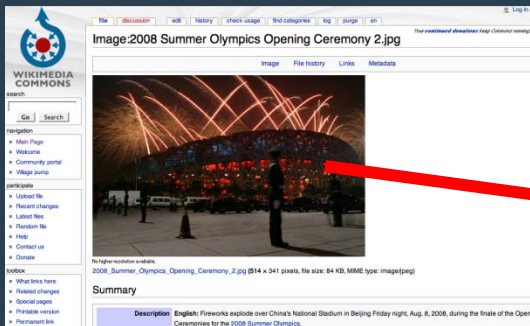 Log in
file discussion edit history check usage find categories log purge en
Image:2008 Summer Olympics Opening Ceremony 2.jpg
Your continued donations keep Commons running
Image File history Links Metadata
WIKIMEDIA
COMMONS
search
Go Search
navigation
Main Page
Welcome
Community portal
Village pump
participate
Upload file
Recent changes
Latest files
Random file
Help
Contact us
Donate
toolbox
What links here
Related changes
Special pages
Printable version
Permanent link
No higher resolution available.
2008_Summer_Olympics_Opening_Ceremony_2.jpg (514 × 341 pixels, file size: 64 KB, MIME type: image/jpeg)
Summary
Description English: Fireworks explode over China's National Stadium in Beijing Friday night, Aug. 8, 2008, during the finale of the Ope
Ceremonies for the 2008 Summer Olympics.